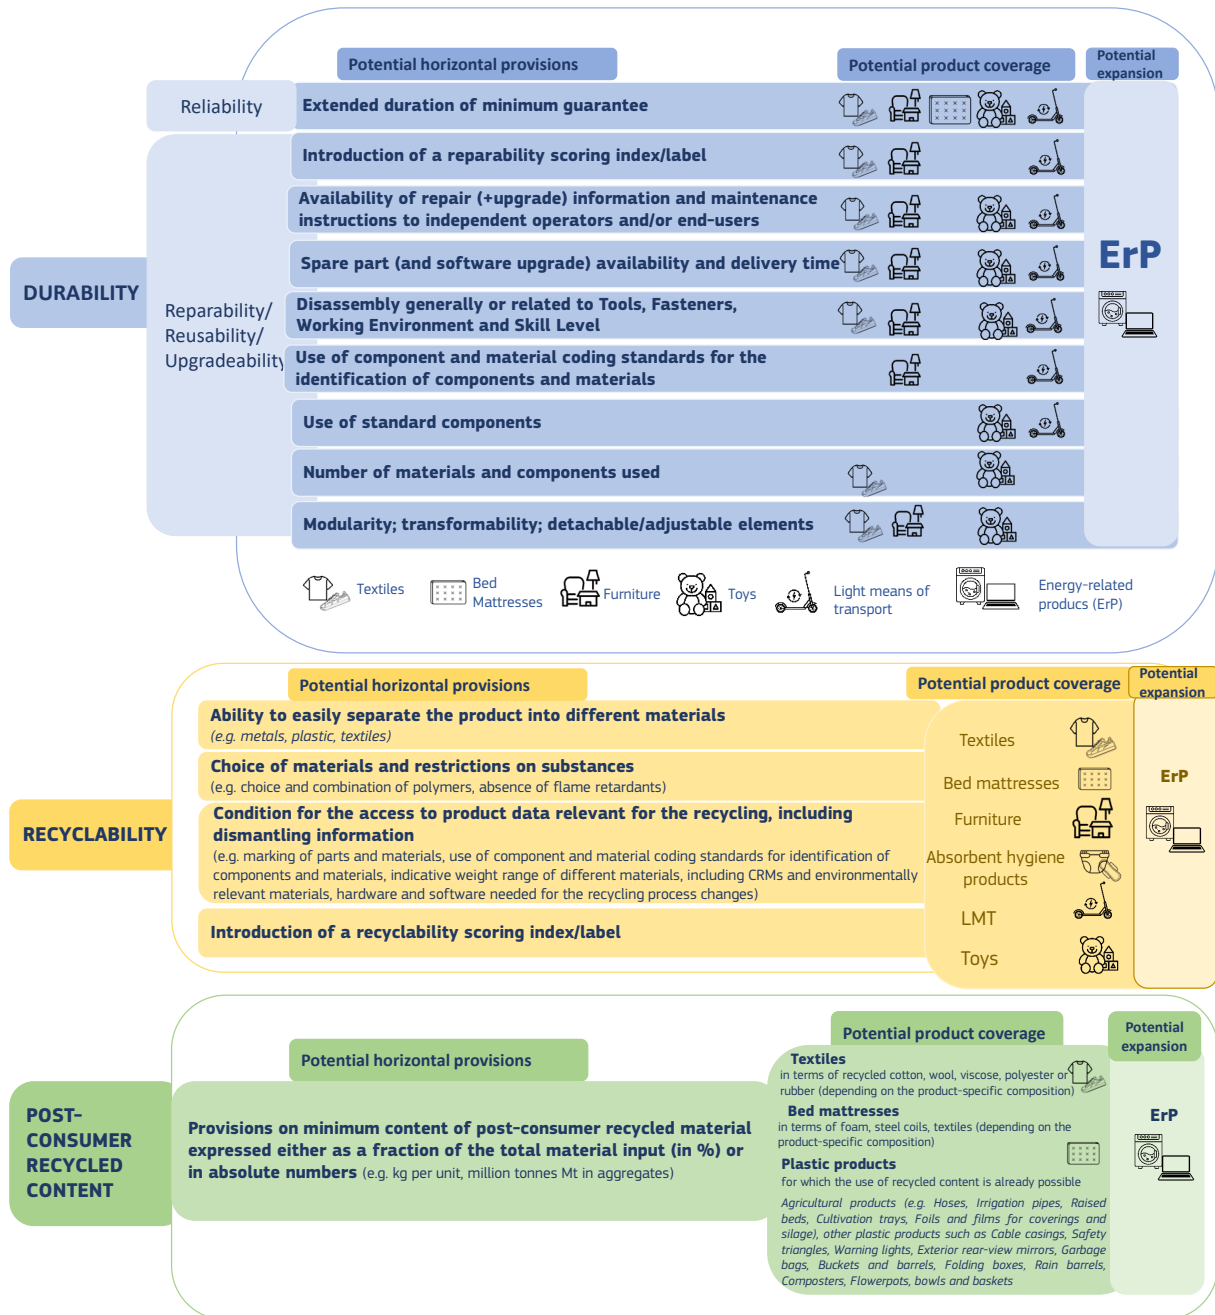 Potential horizontal provisions
Potential product coverage
Potential
expansion
Reliability
Extended duration of minimum guarantee
Introduction of a reparability scoring index/label
Availability of repair (+upgrade) information and maintenance
instructions to independent operators and/or end-users
Spare part (and software upgrade) availability and delivery time
ErP
DURABILITY
Reparability/
Reusability/
Upgradeability
Disassembly generally or related to Tools, Fasteners,
Working Environment and Skill Level
Use of component and material coding standards for the
identification of components and materials
Use of standard components
Number of materials and components used
Modularity; transformability; detachable/adjustable elements
Textiles
Bed
Mattresses
Furniture
Toys
Light means of
transport
Energy-related
producs (ErP)
Potential horizontal provisions
Potential product coverage
Potential
expansion
RECYCLABILITY
Ability to easily separate the product into different materials
(e.g. metals, plastic, textiles)
Choice of materials and restrictions on substances
(e.g. choice and combination of polymers, absence of flame retardants)
Condition for the access to product data relevant for the recycling, including
dismantling information
(e.g. marking of parts and materials, use of component and material coding standards for identification of
components and materials, indicative weight range of different materials, including CRMs and environmentally
relevant materials, hardware and software needed for the recycling process changes)
Introduction of a recyclability scoring index/label
Textiles
Bed mattresses
Furniture
Absorbent hygiene
products
LMT
Toys
ErP
Potential horizontal provisions
Potential product coverage
Potential
expansion
POST-
CONSUMER
RECYCLED
CONTENT
Provisions on minimum content of post-consumer recycled material
expressed either as a fraction of the total material input (in %) or
in absolute numbers (e.g. kg per unit, million tonnes Mt in aggregates)
Textiles
in terms of recycled cotton, wool, viscose, polyester or
rubber (depending on the product-specific composition)
Bed mattresses
in terms of foam, steel coils, textiles (depending on the
product-specific composition)
Plastic products
for which the use of recycled content is already possible
Agricultural products (e.g. Hoses, Irrigation pipes, Raised
beds, Cultivation trays, Foils and films for coverings and
silage), other plastic products such as Cable casings, Safety
triangles, Warning lights, Exterior rear-view mirrors, Garbage
bags, Buckets and barrels, Folding boxes, Rain barrels,
Composters, Flowerpots, bowls and baskets
ErP